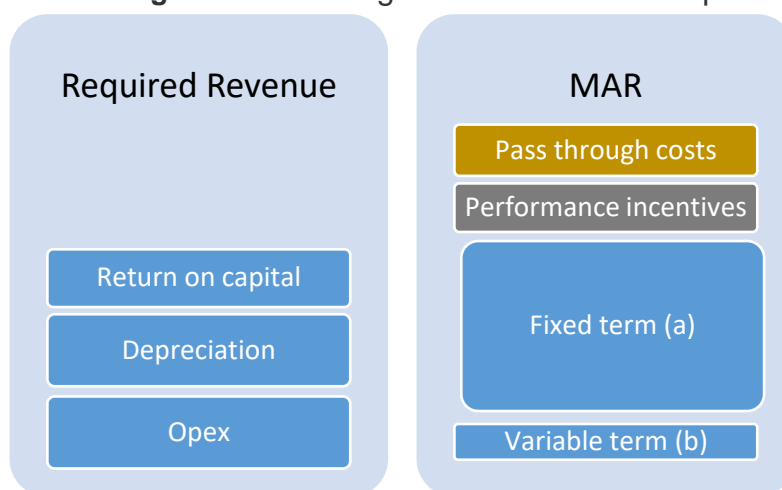 Required Revenue
Return on capital
Depreciation
Opex
MAR
Pass through costs
Performance incentives
Fixed term (a)
Variable term (b)